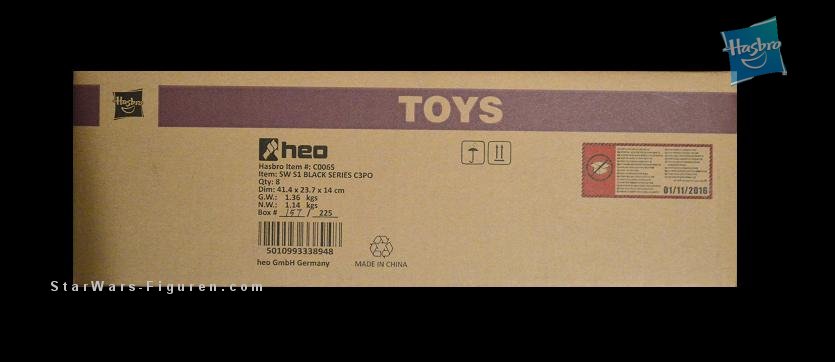 Hasbro
Hasbro
TOYS
heo
Hasbro Item #: C0065
Item: SW S1 BLACK SERIES C3PO
Qty: 8
Dim: 41.4 x 23.7 x 14 cm
G.W.: 1.36 kgs
N.W.: 1.14 kgs
Box # 157 / 225
5010993338948
heo GmbH Germany
MADE IN CHINA
01/11/2016
StarWars-Figuren.com